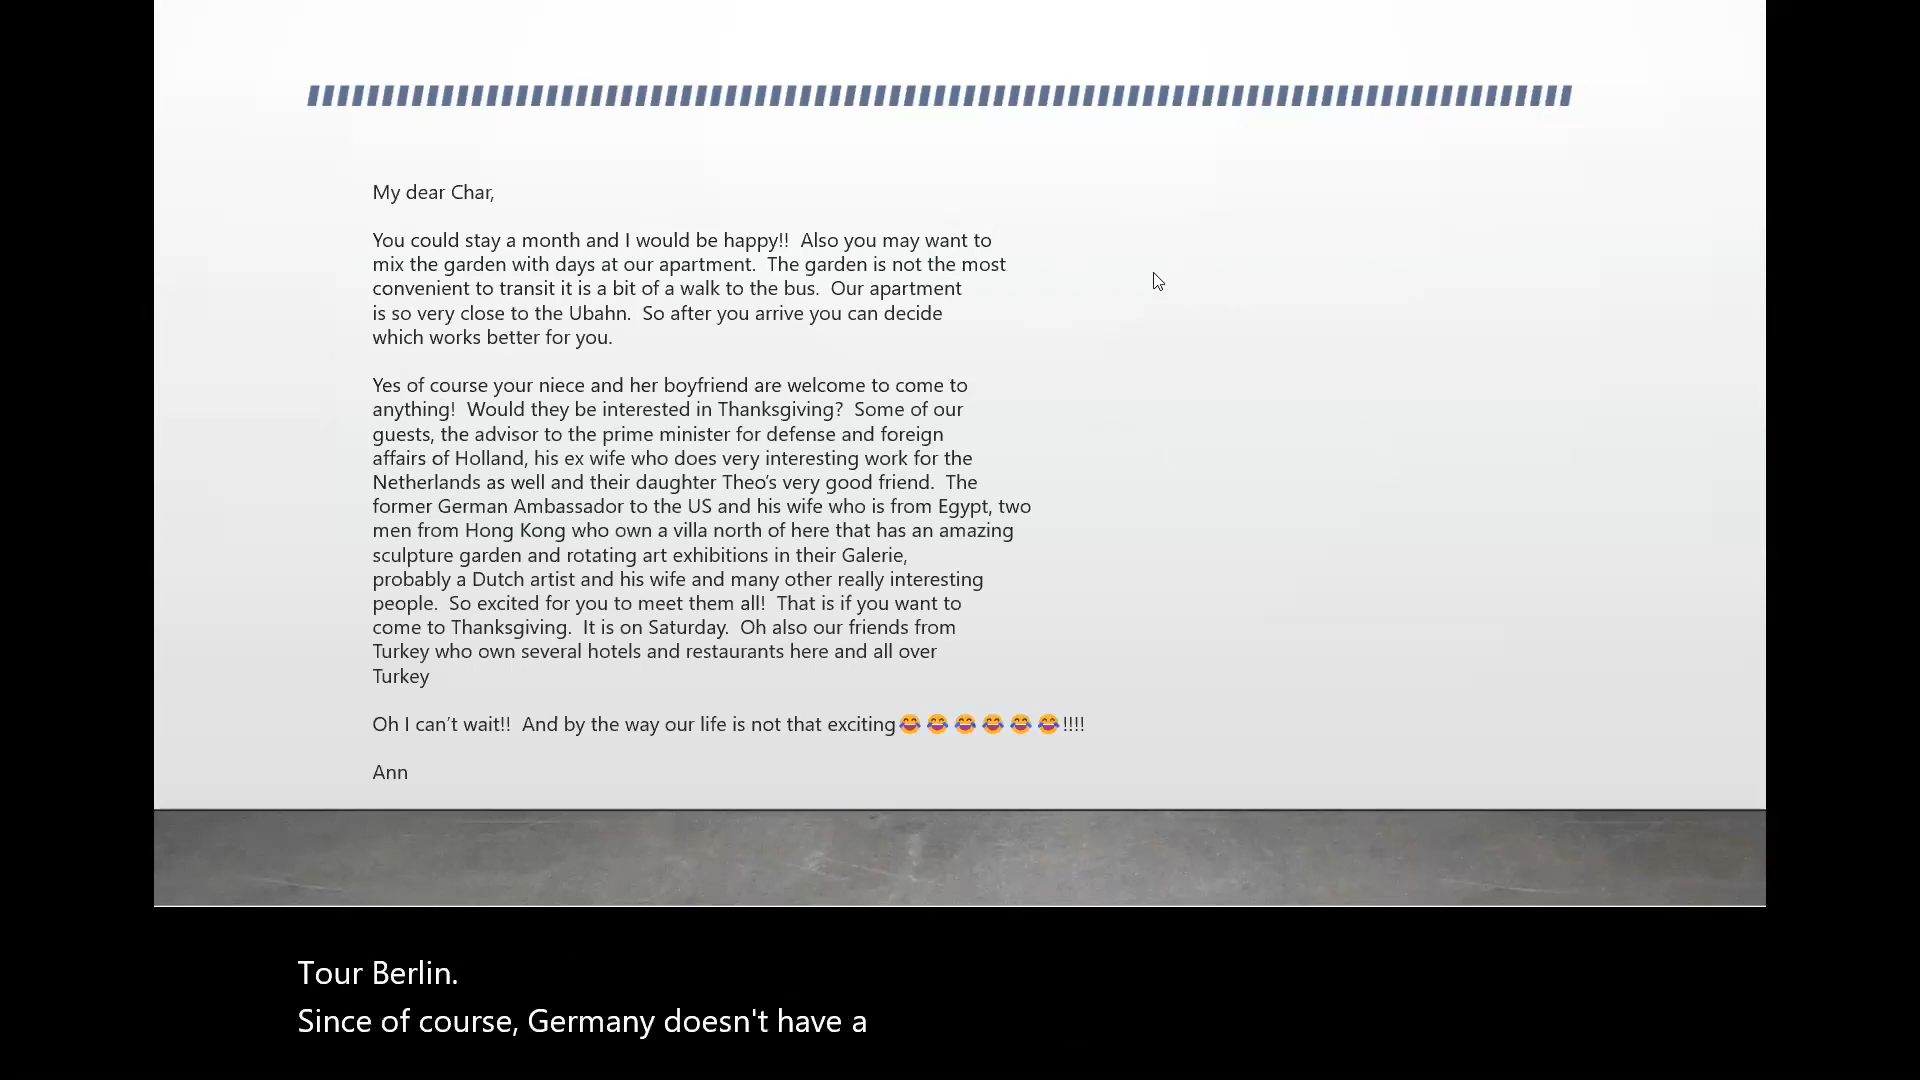 My dear Char,
You could stay a month and I would be happy!!  Also you may want to
mix the garden with days at our apartment.  The garden is not the most
convenient to transit it is a bit of a walk to the bus.  Our apartment
is so very close to the Ubahn.  So after you arrive you can decide
which works better for you.
Yes of course your niece and her boyfriend are welcome to come to
anything!  Would they be interested in Thanksgiving?  Some of our
guests, the advisor to the prime minister for defense and foreign
affairs of Holland, his ex wife who does very interesting work for the
Netherlands as well and their daughter Theo’s very good friend.  The
former German Ambassador to the US and his wife who is from Egypt, two
men from Hong Kong who own a villa north of here that has an amazing
sculpture garden and rotating art exhibitions in their Galerie,
probably a Dutch artist and his wife and many other really interesting
people.  So excited for you to meet them all!  That is if you want to
come to Thanksgiving.  It is on Saturday.  Oh also our friends from
Turkey who own several hotels and restaurants here and all over
Turkey
Oh I can’t wait!!  And by the way our life is not that exciting😂😂😂😂😂😂!!!!
Ann
Tour Berlin.
Since of course, Germany doesn't have a